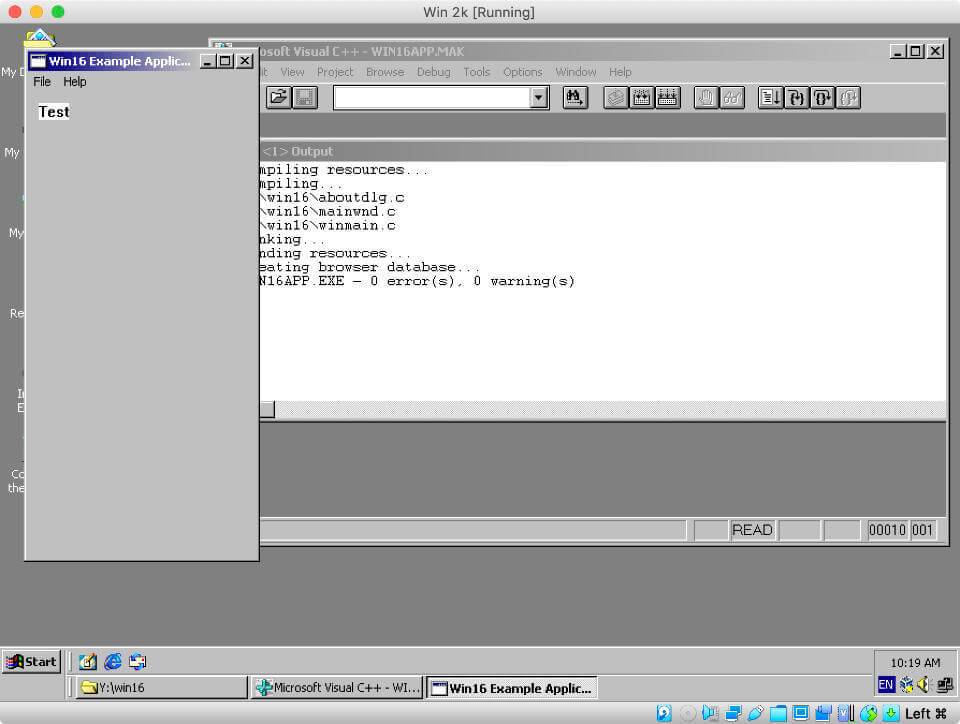 Win 2k [Running]
osoft Visual C++ - WIN16APP.MAK
Win16 Example Applic...
it View Project Browse Debug Tools Options Window Help
My D
File Help
Test
My
<1> Output
mpiling resources...
mpiling...
\win16\aboutdlg.c
\win16\mainwnd.c
\win16\winmain.c
nking...
nding resources...
eating browser database...
N16APP.EXE - 0 error(s), 0 warning(s)
My
Re
I
E
Co
the
READ
00010 001
Start
10:19 AM
Y:\win16
Microsoft Visual C++ - WI...
Win16 Example Applic...
EN
Left ⌘